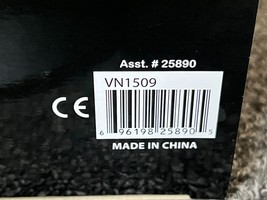 Asst. # 25890
VN1509
CE
6 96198 25890 5
MADE IN CHINA